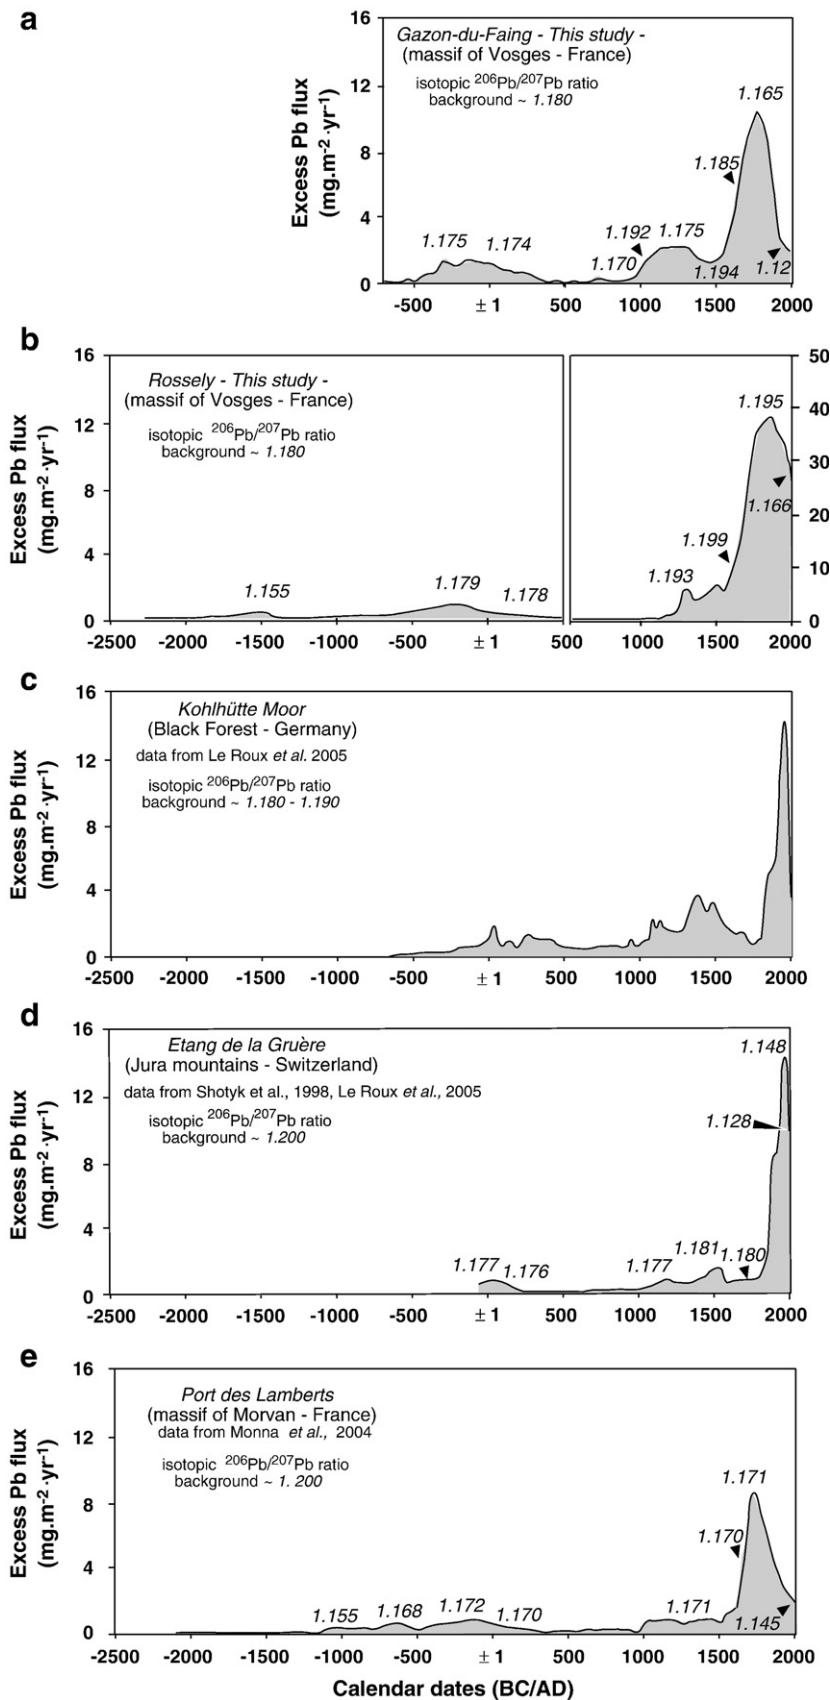 a
Gazon-du-Faing - This study -
(massif of Vosges - France)
isotopic 206Pb/207Pb ratio
background ~ 1.180
Excess Pb flux
(mg.m-2·yr-1)
16
12
8
4
0
1.175
1.174
1.170
1.192
1.175
1.194
1.185
1.165
1.12
-500
± 1
500
1000
1500
2000
b
Rossely - This study -
(massif of Vosges - France)
isotopic 206Pb/207Pb ratio
background ~ 1.180
Excess Pb flux
(mg.m-2·yr-1)
16
12
8
4
0
50
40
30
20
10
0
1.155
1.179
1.178
1.193
1.199
1.195
1.166
-2500
-2000
-1500
-1000
-500
± 1
500
1000
1500
2000
c
Kohlhütte Moor
(Black Forest - Germany)
data from Le Roux et al. 2005
isotopic 206Pb/207Pb ratio
background ~ 1.180 - 1.190
Excess Pb flux
(mg.m-2·yr-1)
16
12
8
4
0
-2500
-2000
-1500
-1000
-500
± 1
500
1000
1500
2000
d
Etang de la Gruère
(Jura mountains - Switzerland)
data from Shotyk et al., 1998, Le Roux et al., 2005
isotopic 206Pb/207Pb ratio
background ~ 1.200
Excess Pb flux
(mg.m-2·yr-1)
16
12
8
4
0
1.177
1.176
1.177
1.181
1.180
1.128
1.148
-2500
-2000
-1500
-1000
-500
± 1
500
1000
1500
2000
e
Port des Lamberts
(massif of Morvan - France)
data from Monna et al., 2004
isotopic 206Pb/207Pb ratio
background ~ 1. 200
Excess Pb flux
(mg.m-2·yr-1)
16
12
8
4
0
1.155
1.168
1.172
1.170
1.171
1.170
1.171
1.145
-2500
-2000
-1500
-1000
-500
± 1
500
1000
1500
2000
Calendar dates (BC/AD)